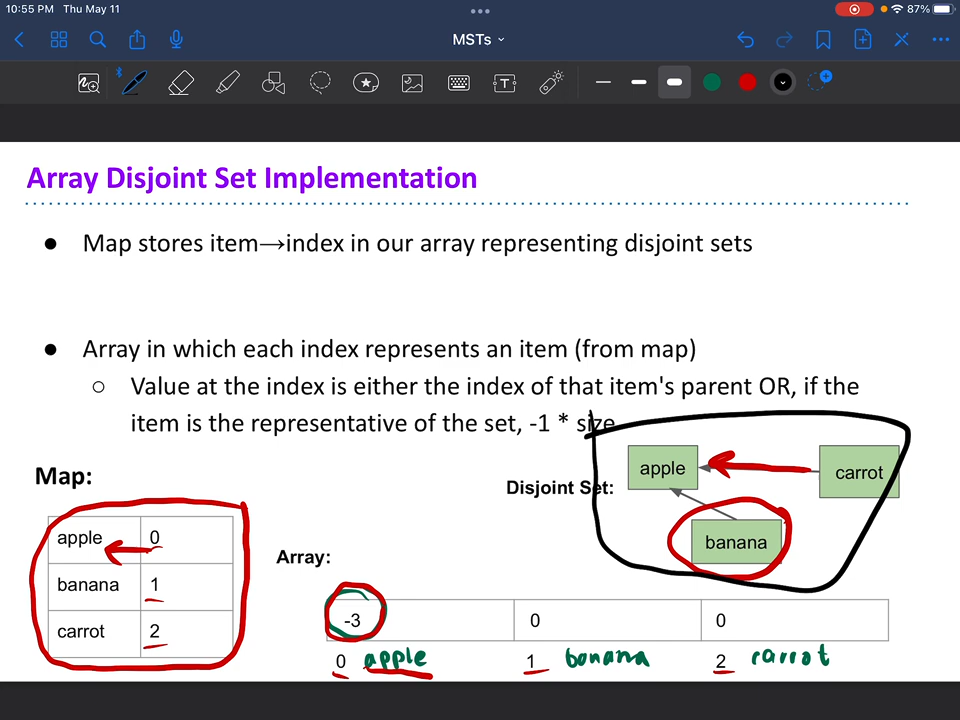 10:55 PM Thu May 11
87%
MSTs
T
Array Disjoint Set Implementation
● Map stores item→index in our array representing disjoint sets
● Array in which each index represents an item (from map)
○ Value at the index is either the index of that item's parent OR, if the
item is the representative of the set, -1 * size
Map:
apple 0
banana 1
carrot 2
Disjoint Set:
apple
carrot
banana
Array:
-3 0 0
0 apple 1 banana 2 carrot